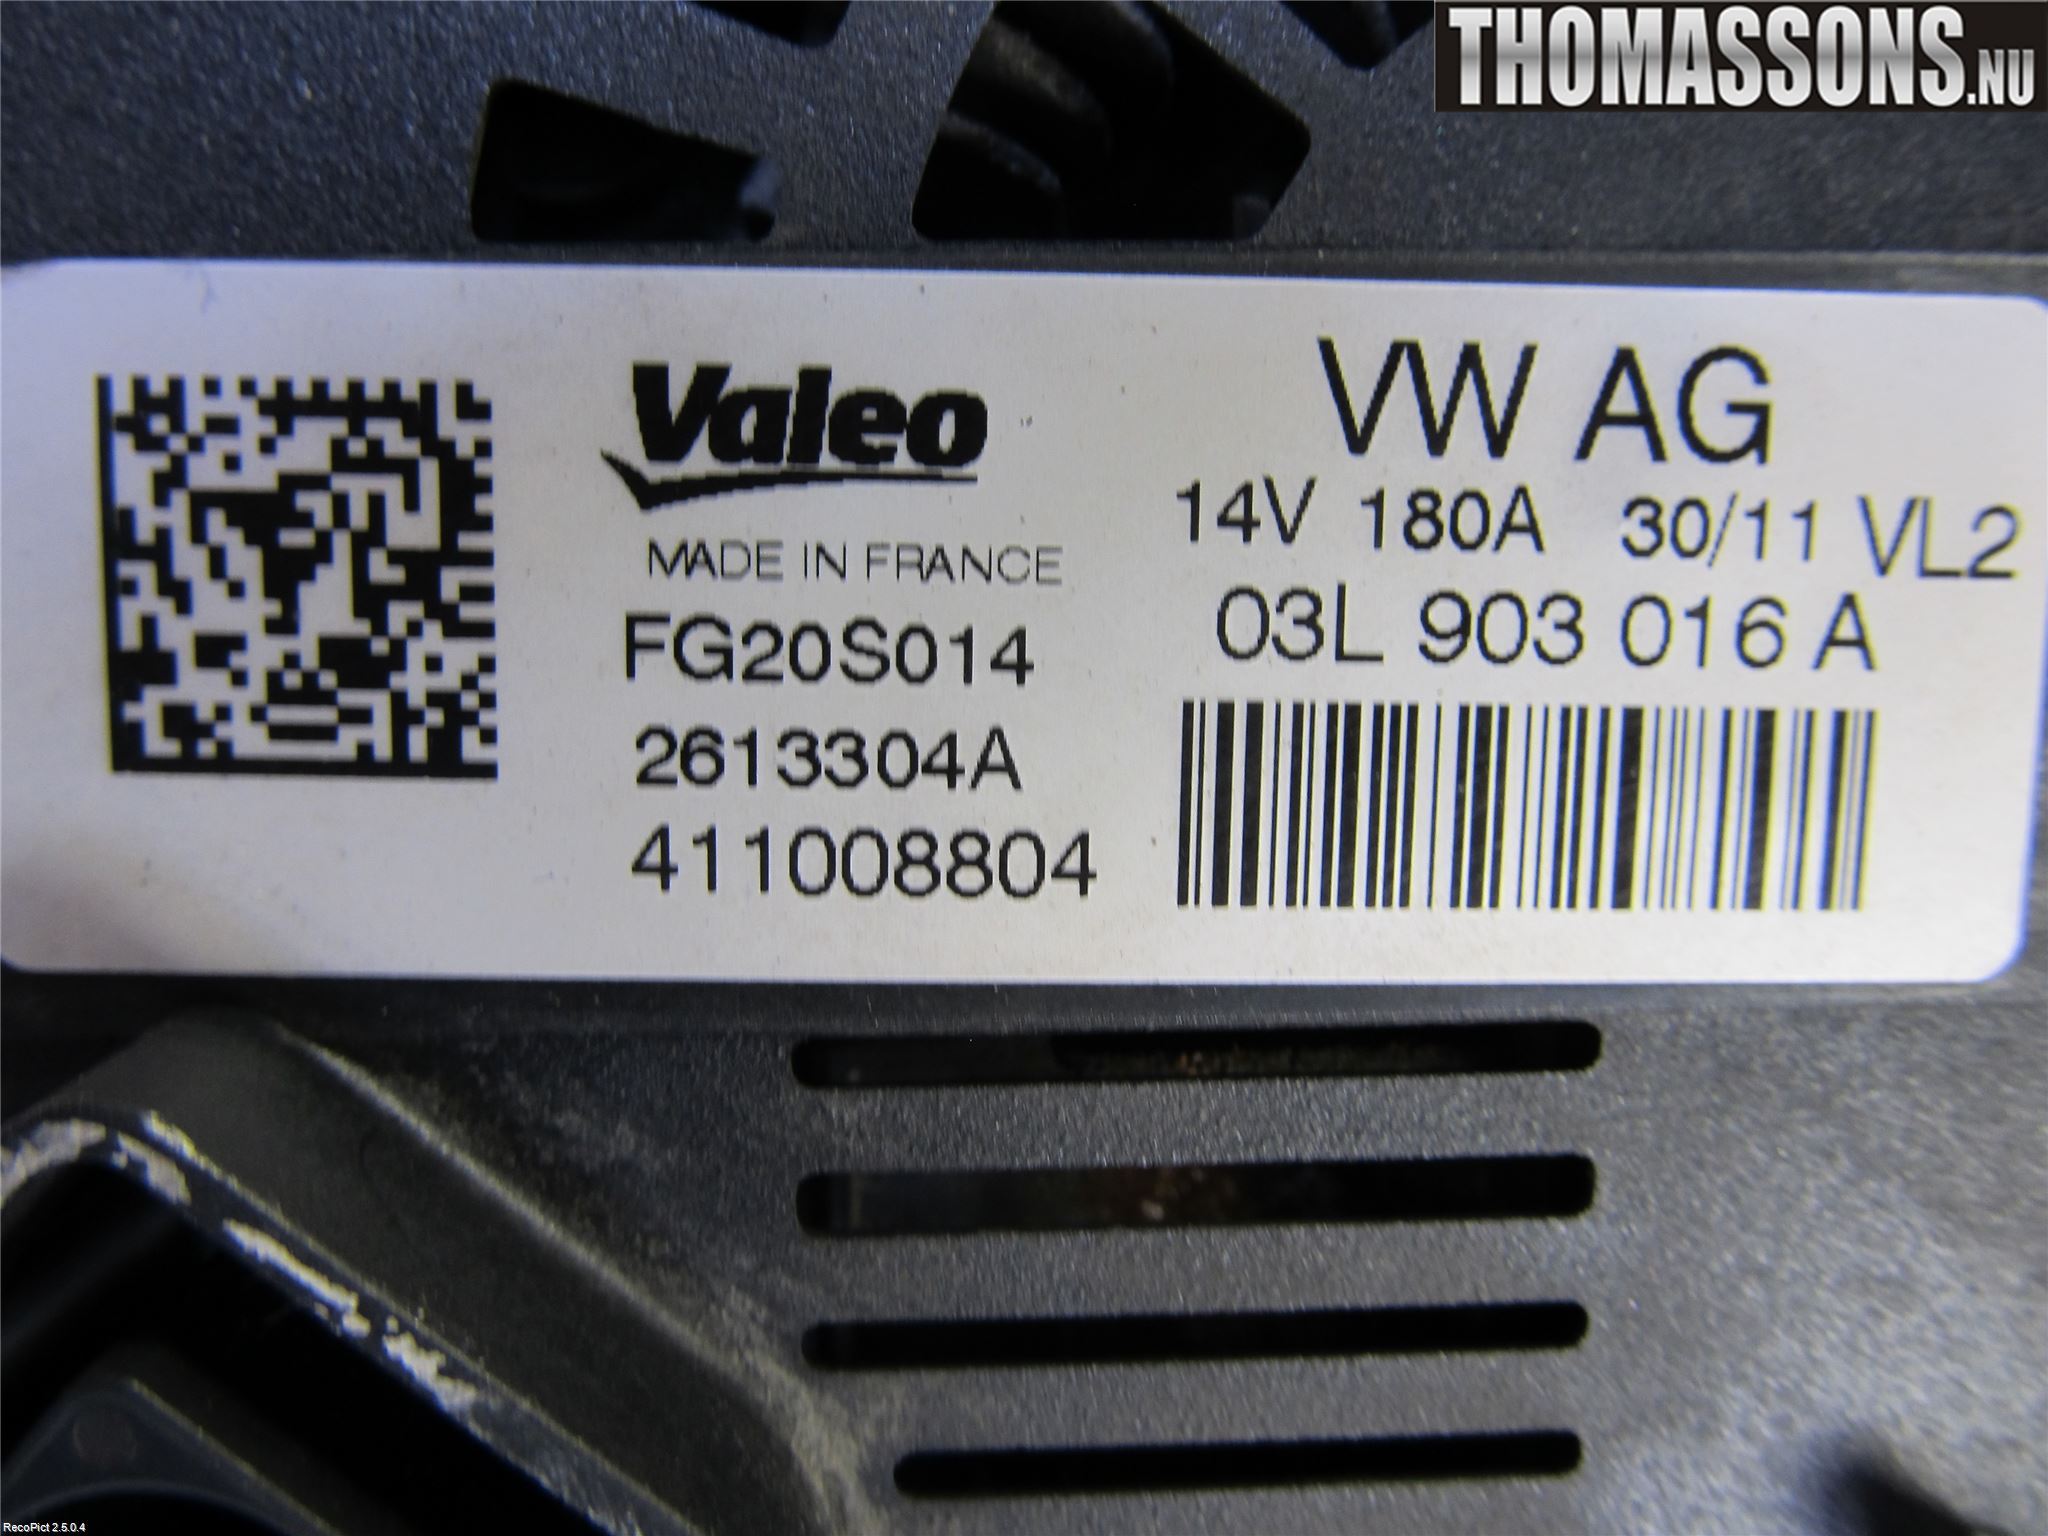 THOMASSONS.NU
Valeo
MADE IN FRANCE
FG20S014
2613304A
411008804
VW AG
14V 180A 30/11 VL2
03L 903 016 A
RecoPict 2.5.0.4